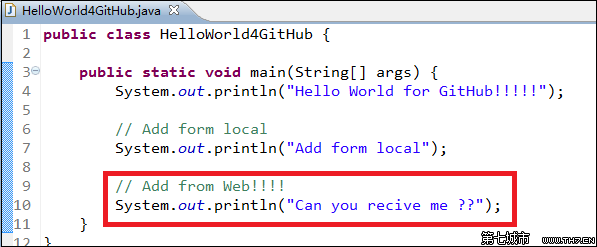 HelloWorld4GitHub.java
1 public class HelloWorld4GitHub {
2
3 public static void main(String[] args) {
4 System.out.println("Hello World for GitHub!!!!!");
5
6 // Add form local
7 System.out.println("Add form local");
8
9 // Add from Web!!!!
10 System.out.println("Can you recive me ??");
11 }
12 }
第七城市 WWW.TH7.CN